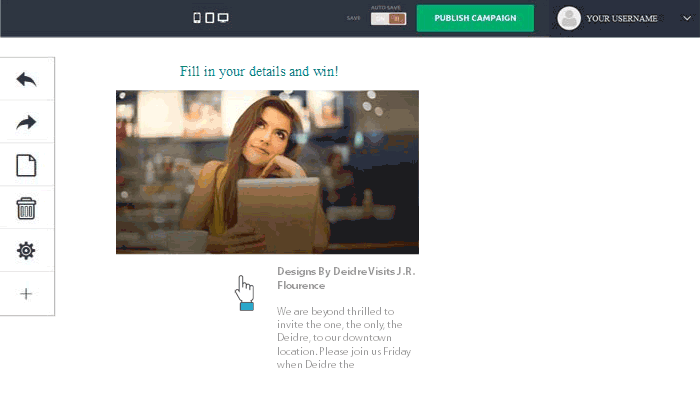 AUTO SAVE
SAVE
PUBLISH CAMPAIGN
YOUR USERNAME
Fill in your details and win!
Designs By Deidre Visits J.R.
Flourence
We are beyond thrilled to
invite the one, the only, the
Deidre, to our downtown
location. Please join us Friday
when Deidre the